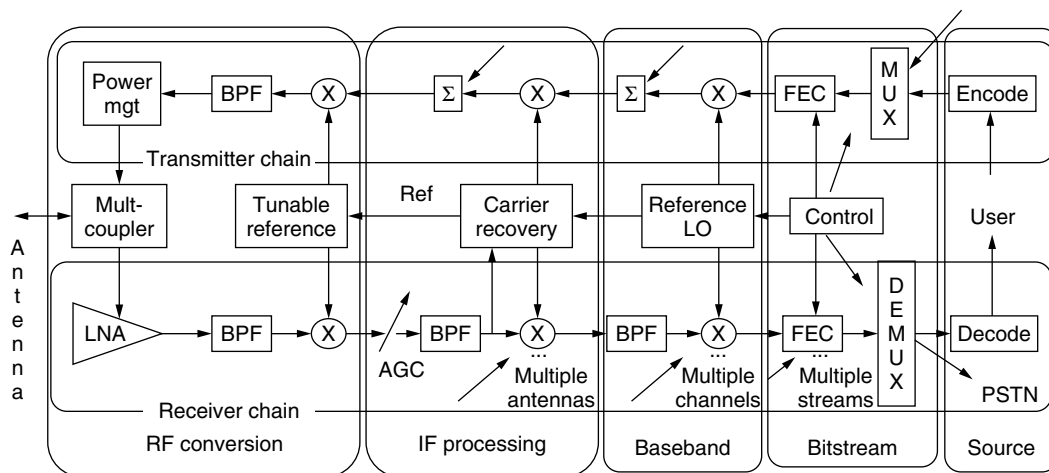 Power
mgt
BPF
X
Σ
X
Σ
X
FEC
M
U
X
Encode
Transmitter chain
A
n
t
e
n
n
a
Mult-
coupler
Tunable
reference
Ref
Carrier
recovery
Reference
LO
Control
User
LNA
BPF
X
AGC
BPF
X
...
Multiple
antennas
BPF
X
...
Multiple
channels
FEC
...
Multiple
streams
D
E
M
U
X
Decode
PSTN
Receiver chain
RF conversion
IF processing
Baseband
Bitstream
Source